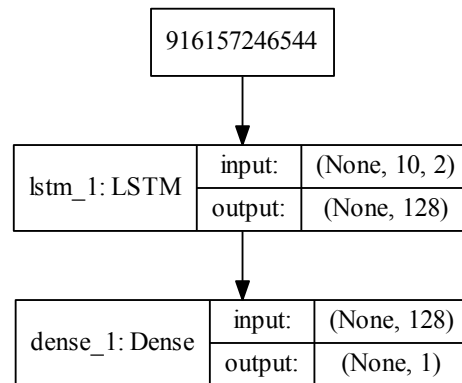 916157246544
lstm_1: LSTM
input:
(None, 10, 2)
output:
(None, 128)
dense_1: Dense
input:
(None, 128)
output:
(None, 1)